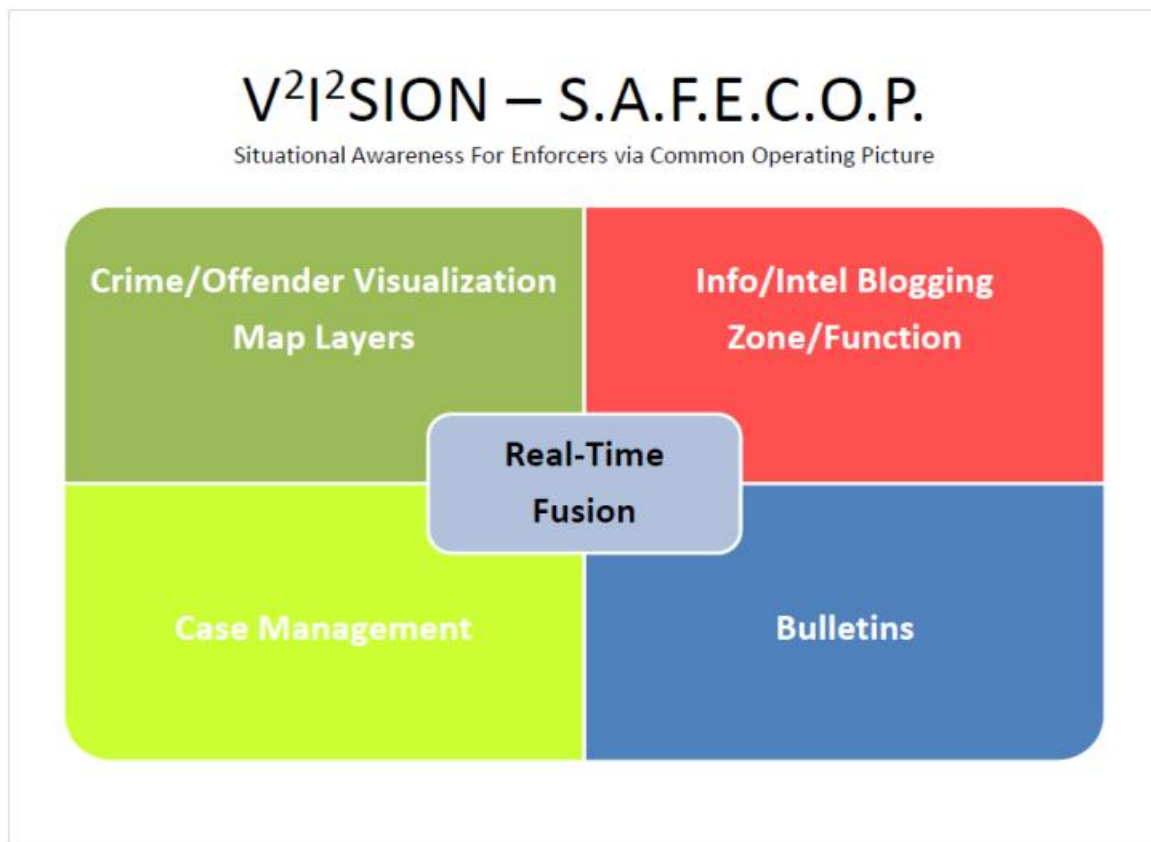 V²I²SION – S.A.F.E.C.O.P.
Situational Awareness For Enforcers via Common Operating Picture
Crime/Offender Visualization
Map Layers
Info/Intel Blogging
Zone/Function
Real-Time
Fusion
Case Management
Bulletins